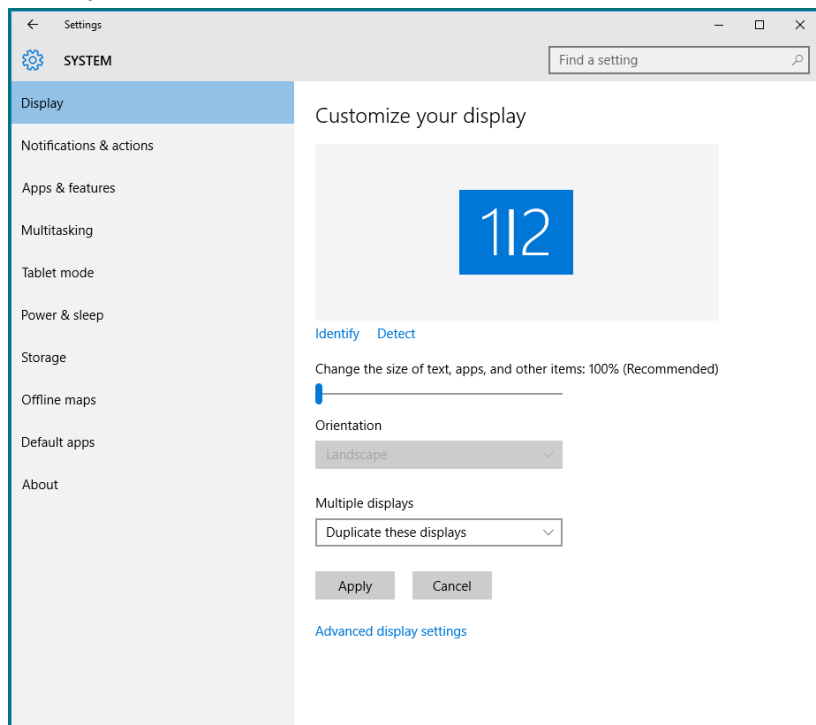 Settings
SYSTEM
Find a setting
Display
Notifications & actions
Apps & features
Multitasking
Tablet mode
Power & sleep
Storage
Offline maps
Default apps
About
Customize your display
1|2
Identify Detect
Change the size of text, apps, and other items: 100% (Recommended)
Orientation
Landscape
Multiple displays
Duplicate these displays
Apply Cancel
Advanced display settings